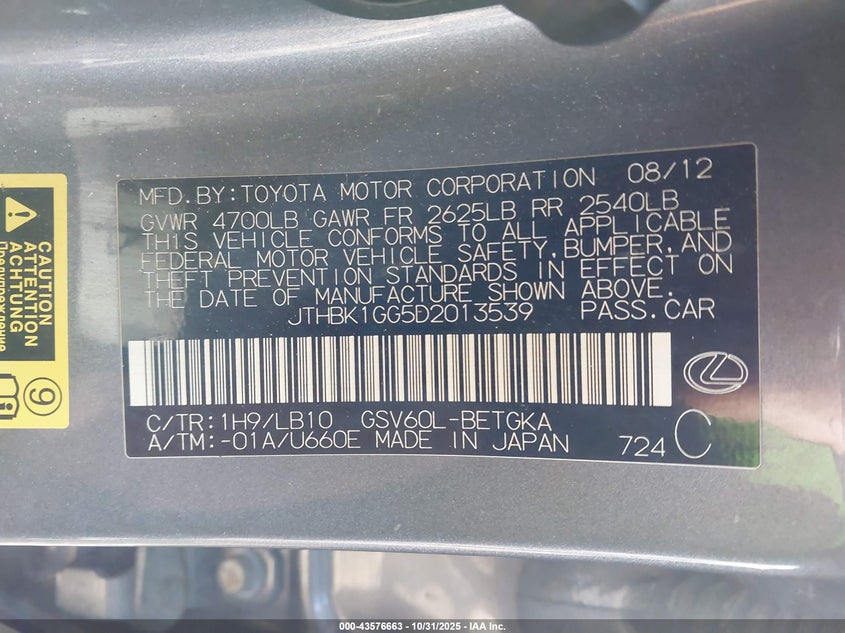 MFD.BY:TOYOTA MOTOR CORPORATION 08/12
GVWR 4700LB GAWR FR 2625LB RR 2540LB
THIS VEHICLE CONFORMS TO ALL APPLICABLE
FEDERAL MOTOR VEHICLE SAFETY,BUMPER,AND
THEFT PREVENTION STANDARDS IN EFFECT ON
THE DATE OF MANUFACTURE SHOWN ABOVE.
JTHBK1GG5D2013539 PASS.CAR
C/TR:1H9/LB10 GSV60L-BETGKA
A/TM:-01A/U660E MADE IN JAPAN 724 C
CAUTION
ATTENTION
ACHTUNG
Предупреждение
9
000-43576663 - 10/31/2025 - IAA Inc.